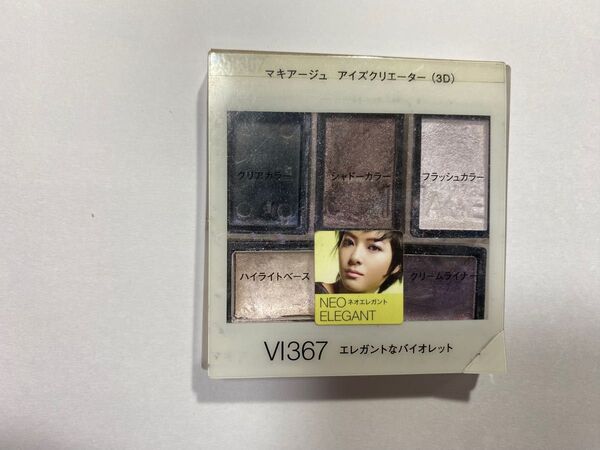 マキアージュ アイズクリエーター (3D)
クリアカラー
シャドーカラー
フラッシュカラー
ハイライトベース
クリームライナー
NEO ネオエレガント
ELEGANT
VI367 エレガントなバイオレット